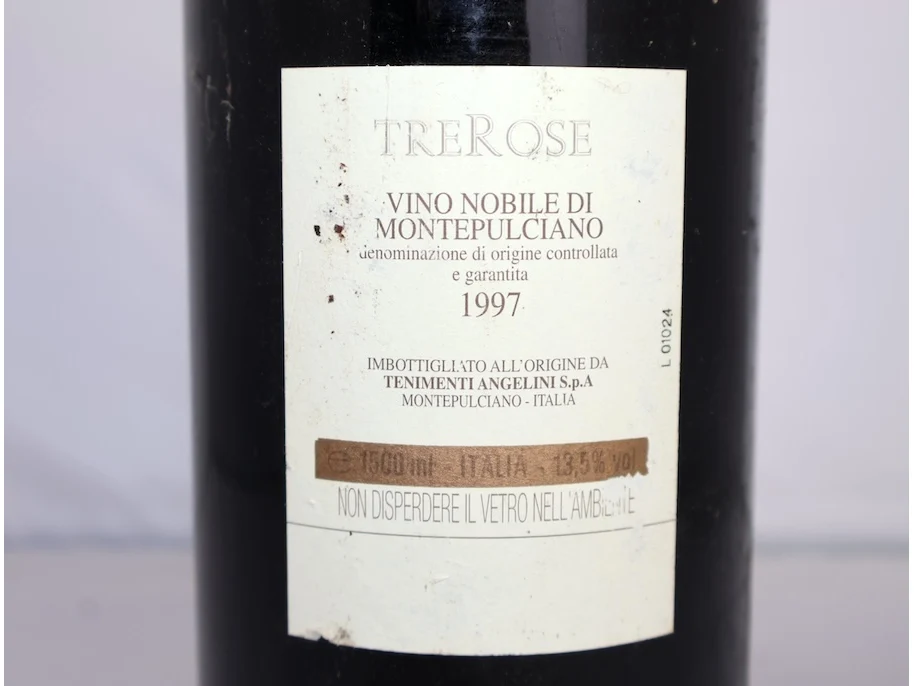 TREROSE
VINO NOBILE DI
MONTEPULCIANO
denominazione di origine controllata
e garantita
1997
L 01024
IMBOTTIGLIATO ALL'ORIGINE DA
TENIMENTI ANGELINI S.p.A
MONTEPULCIANO - ITALIA
e 1500 ml - ITALIA - 13,5% vol
NON DISPERDERE IL VETRO NELL'AMBIENTE